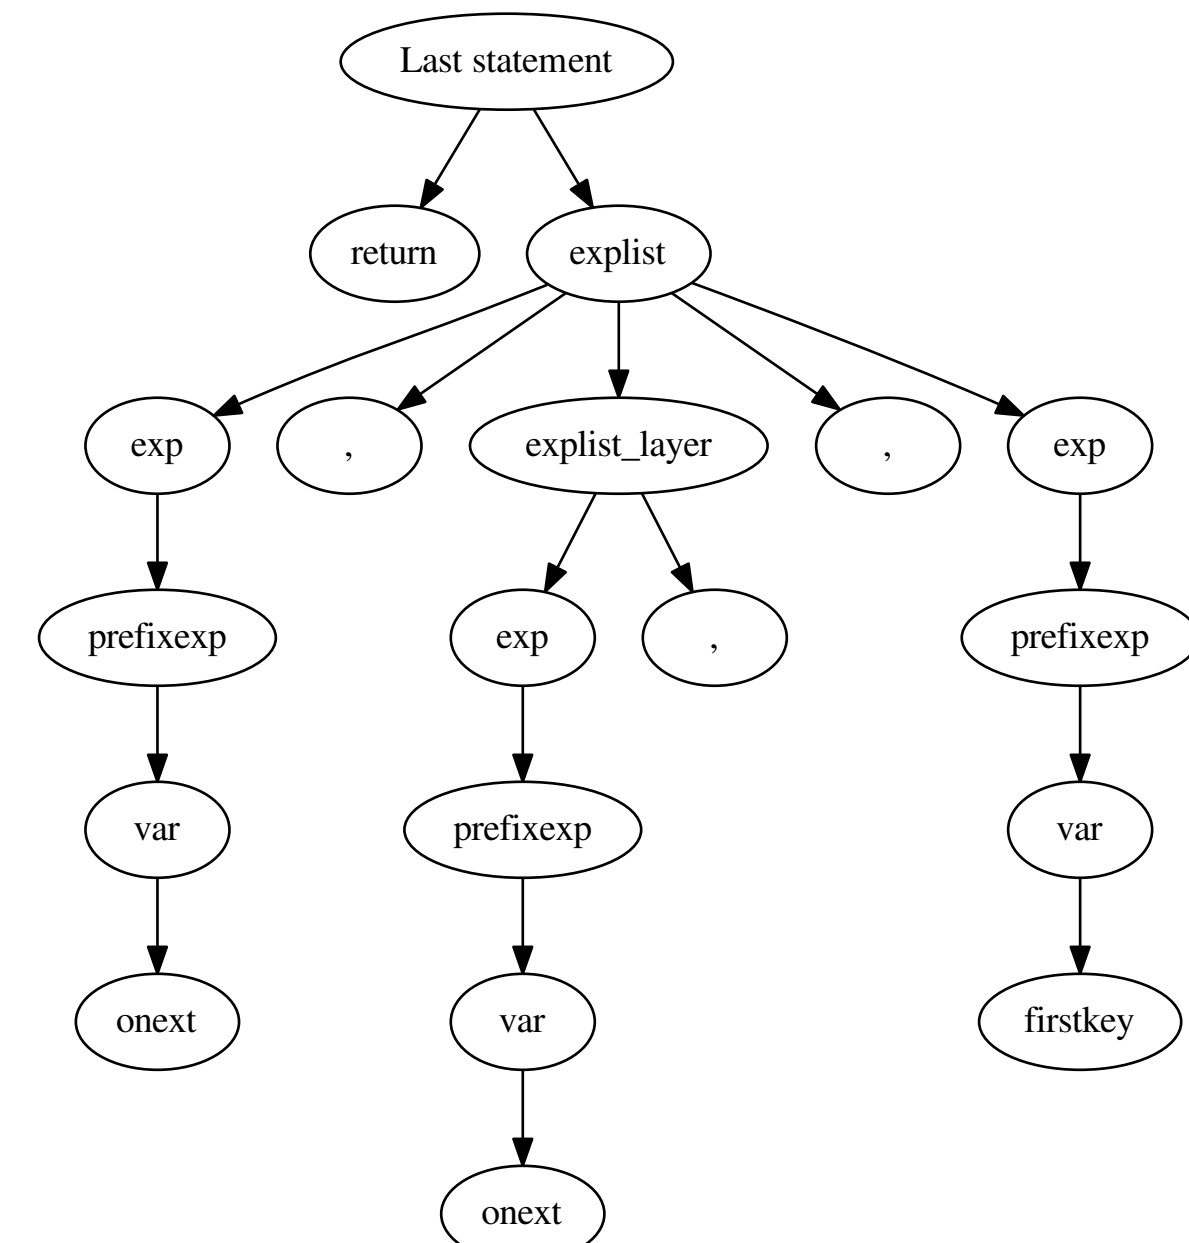 Last statement
return explist
exp , explist_layer , exp
prefixexp exp , prefixexp
var prefixexp var
onext var firstkey
onext